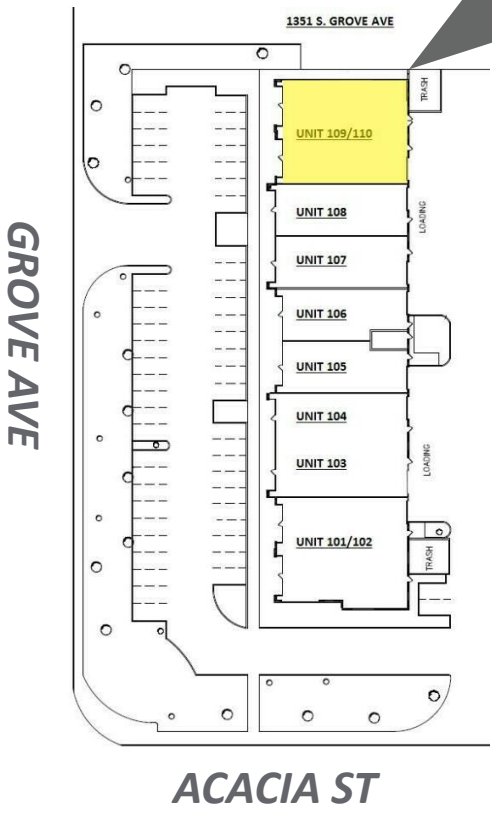 1351 S. GROVE AVE
TRASH
UNIT 109/110
UNIT 108
LOADING
UNIT 107
UNIT 106
UNIT 105
UNIT 104
UNIT 103
LOADING
UNIT 101/102
TRASH
GROVE AVE
ACACIA ST